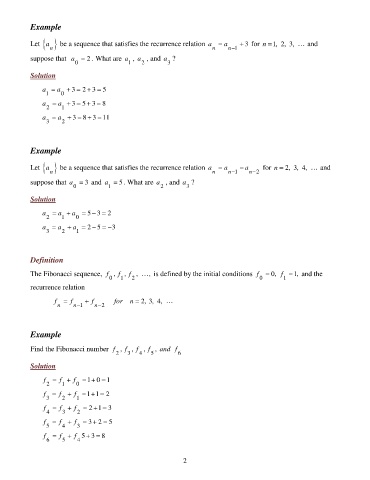 Example
Let {a_n} be a sequence that satisfies the recurrence relation a_n = a_{n−1} + 3 for n = 1, 2, 3, … and
suppose that a_0 = 2. What are a_1, a_2, and a_3?
Solution
a_1 = a_0 + 3 = 2 + 3 = 5
a_2 = a_1 + 3 = 5 + 3 = 8
a_3 = a_2 + 3 = 8 + 3 = 11
Example
Let {a_n} be a sequence that satisfies the recurrence relation a_n = a_{n−1} − a_{n−2} for n = 2, 3, 4, … and
suppose that a_0 = 3 and a_1 = 5. What are a_2, and a_3?
Solution
a_2 = a_1 + a_0 = 5 − 3 = 2
a_3 = a_2 + a_1 = 2 − 5 = −3
Definition
The Fibonacci sequence, f_0, f_1, f_2, …, is defined by the initial conditions f_0 = 0, f_1 = 1, and the
recurrence relation
f_n = f_{n−1} + f_{n−2} for n = 2, 3, 4, …
Example
Find the Fibonacci number f_2, f_3, f_4, f_5, and f_6
Solution
f_2 = f_1 + f_0 = 1 + 0 = 1
f_3 = f_2 + f_1 = 1 + 1 = 2
f_4 = f_3 + f_2 = 2 + 1 = 3
f_5 = f_4 + f_3 = 3 + 2 = 5
f_6 = f_5 + f_4 5 + 3 = 8
2